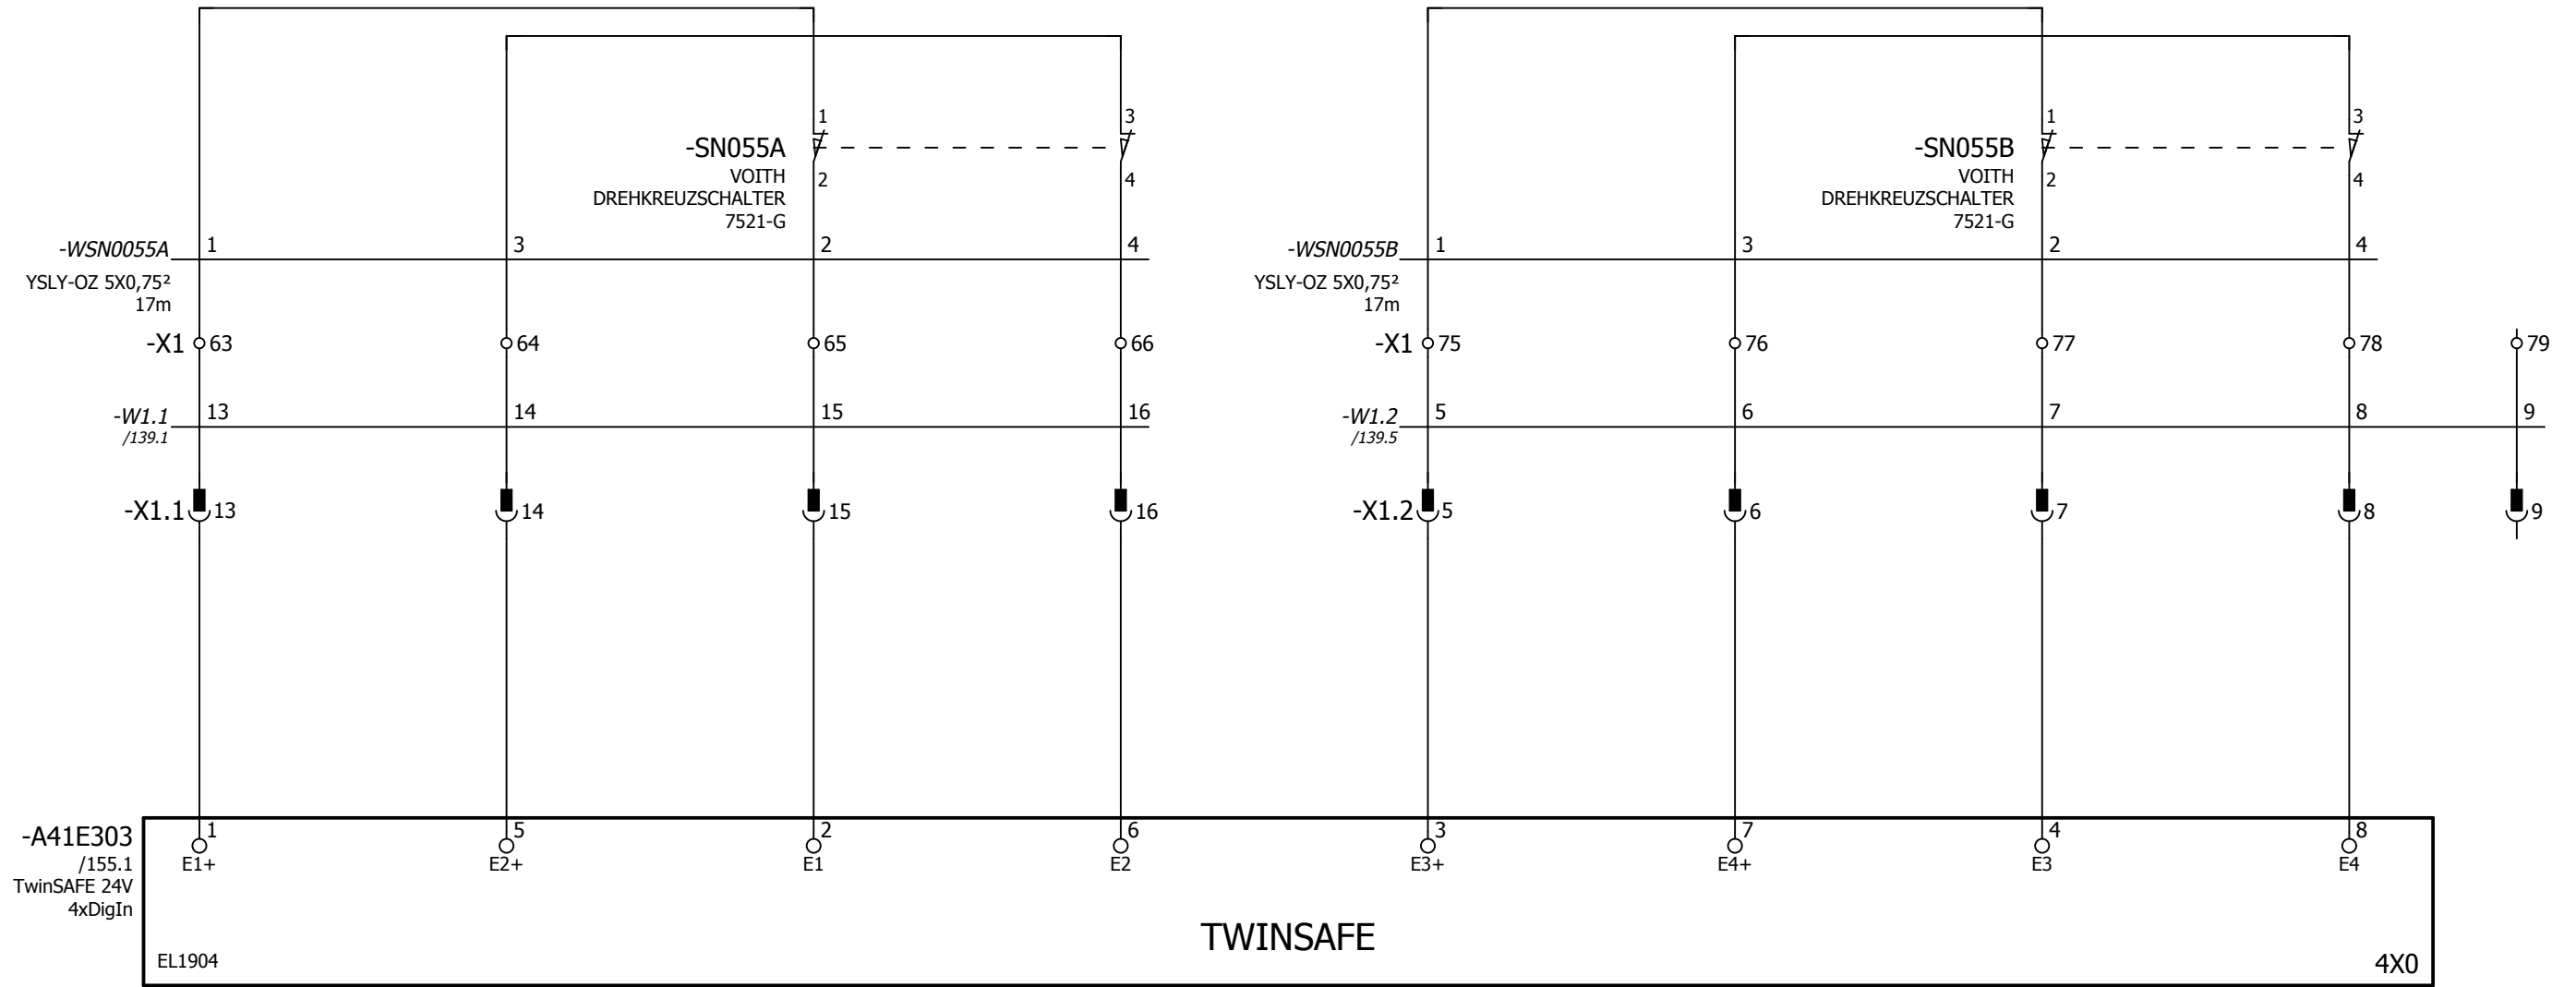 1 3 1 3
-SN055A -SN055B
VOITH VOITH
2 4 2 4
DREHKREUZSCHALTER DREHKREUZSCHALTER
7521-G 7521-G
-WSN0055A 1 3 2 4 -WSN0055B 1 3 2 4
YSLY-OZ 5X0,75² YSLY-OZ 5X0,75²
17m 17m
-X1 63 64 65 66 -X1 75 76 77 78 79
-W1.1 13 14 15 16 -W1.2 5 6 7 8 9
/139.1 /139.5
-X1.1 13 14 15 16 -X1.2 5 6 7 8 9
-A41E303 1 5 2 6 3 7 4 8
/155.1 E1+ E2+ E1 E2 E3+ E4+ E3 E4
TwinSAFE 24V
4xDigIn
TWINSAFE
EL1904 4X0